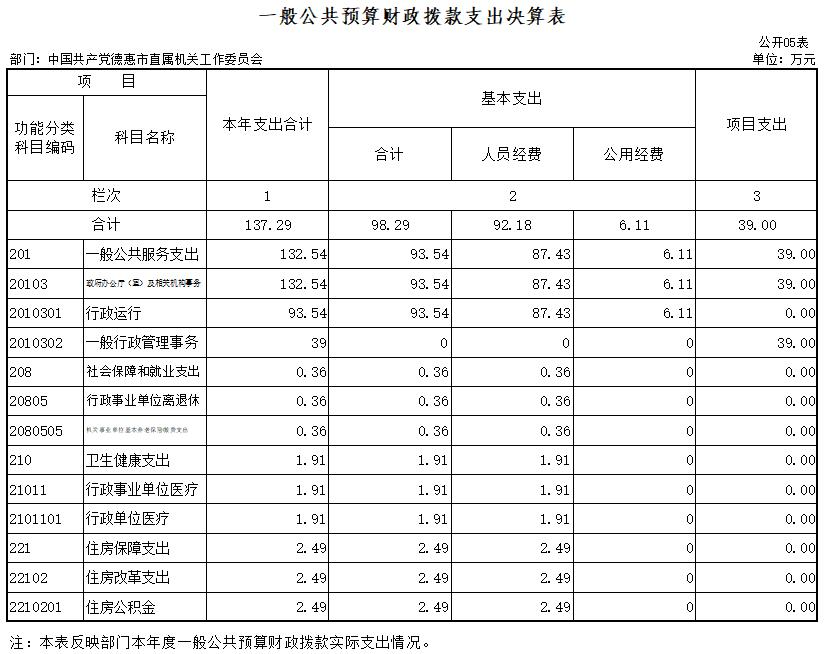 一般公共预算财政拨款支出决算表
公开05表
部门：中国共产党德惠市直属机关工作委员会 单位：万元
项 目 本年支出合计 基本支出 项目支出
功能分类科目编码 科目名称 合计 人员经费 公用经费
栏次 1 2 3
合计 137.29 98.29 92.18 6.11 39.00
201 一般公共服务支出 132.54 93.54 87.43 6.11 39.00
20103 政府办公厅（室）及相关机构事务 132.54 93.54 87.43 6.11 39.00
2010301 行政运行 93.54 93.54 87.43 6.11 0.00
2010302 一般行政管理事务 39 0 0 0 39.00
208 社会保障和就业支出 0.36 0.36 0.36 0 0.00
20805 行政事业单位离退休 0.36 0.36 0.36 0 0.00
2080505 机关事业单位基本养老保险缴费支出 0.36 0.36 0.36 0 0.00
210 卫生健康支出 1.91 1.91 1.91 0 0.00
21011 行政事业单位医疗 1.91 1.91 1.91 0 0.00
2101101 行政单位医疗 1.91 1.91 1.91 0 0.00
221 住房保障支出 2.49 2.49 2.49 0 0.00
22102 住房改革支出 2.49 2.49 2.49 0 0.00
2210201 住房公积金 2.49 2.49 2.49 0 0.00
注：本表反映部门本年度一般公共预算财政拨款实际支出情况。